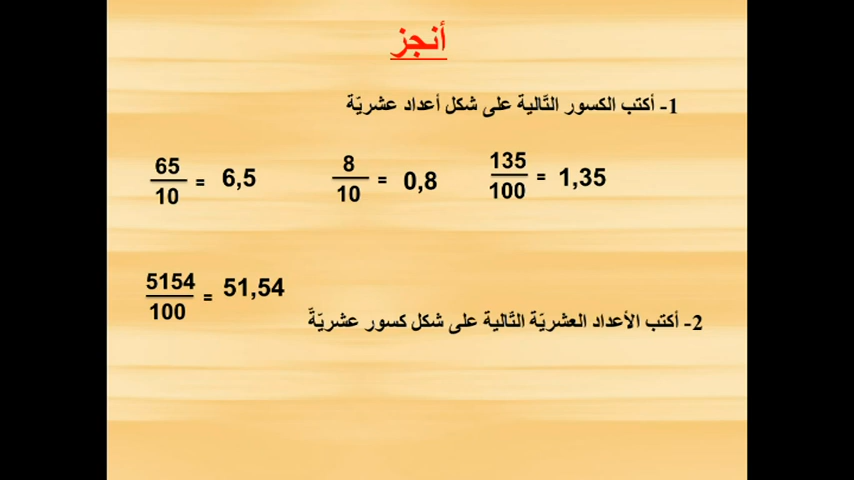 أنجز
1- أكتب الكسور التّالية على شكل أعداد عشريّة
65/10 = 6,5    8/10 = 0,8    135/100 = 1,35
5154/100 = 51,54
2- أكتب الأعداد العشريّة التّالية على شكل كسور عشريّةّ